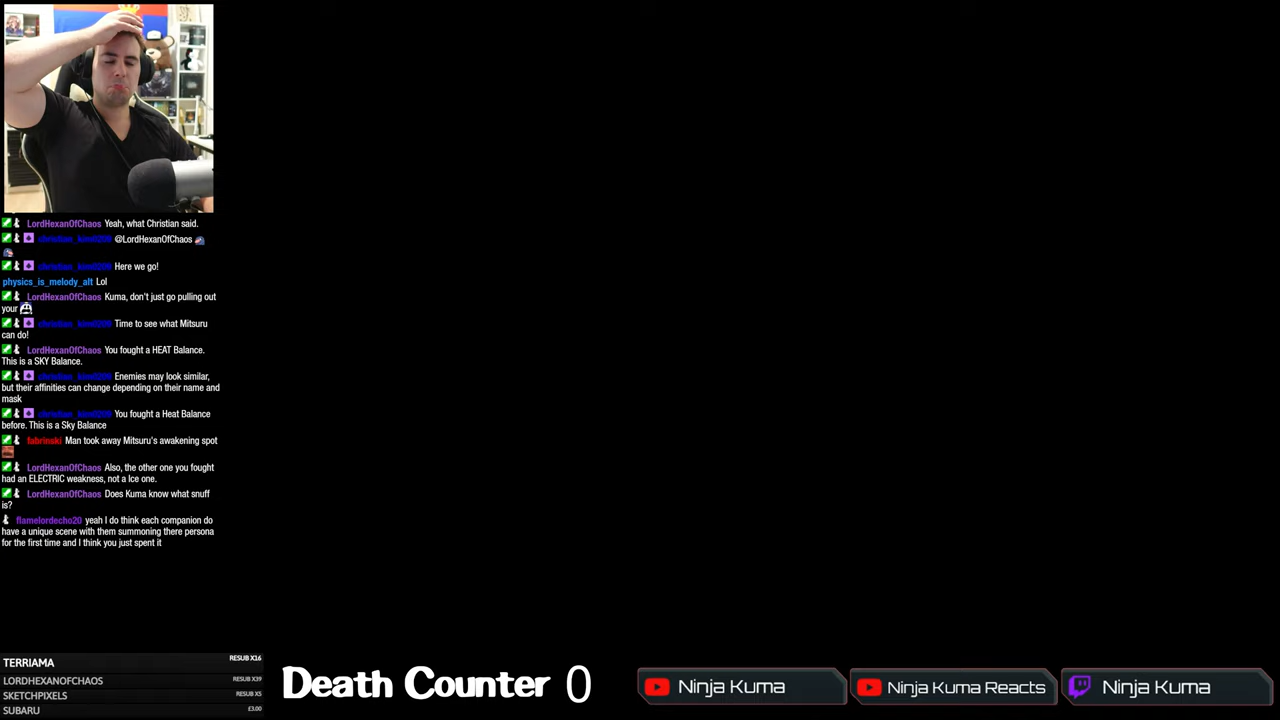 LordHexanOfChaos Yeah, what Christian said.
@LordHexanOfChaos
Here we go!
physics_is_melody_alt Lol
LordHexanOfChaos Kuma, don't just go pulling out
your
Time to see what Mitsuru
can do!
LordHexanOfChaos You fought a HEAT Balance.
This is a SKY Balance.
Enemies may look similar,
but their affinities can change depending on their name and
mask
You fought a Heat Balance
before. This is a Sky Balance
fabrinaki Man took away Mitsuru's awakening spot
LordHexanOfChaos Also, the other one you fought
had an ELECTRIC weakness, not a Ice one.
LordHexanOfChaos Does Kuma know what snuff
is?
flamelordecho20 yeah I do think each companion do
have a unique scene with them summoning there persona
for the first time and I think you just spent it
TERRIAMA RESUB X16
LORDHEXANOFCHAOS RESUB X39
SKETCHPIXELS RESUB X5
SUBARU £3.00
Death Counter 0
Ninja Kuma
Ninja Kuma Reacts
Ninja Kuma